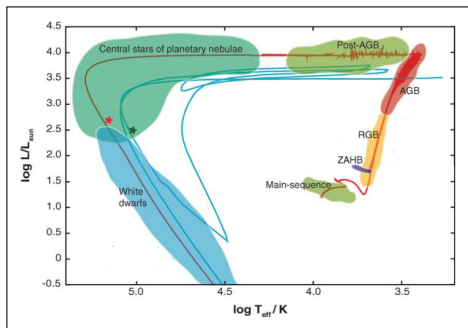 4.5
4.0
3.5
3.0
2.5
2.0
1.5
1.0
0.5
0
-0.5
log L/Lsun
Central stars of planetary nebulae
Post-AGB
AGB
RGB
ZAHB
Main-sequence
White
dwarfs
5.0
4.5
4.0
3.5
log Teff / K